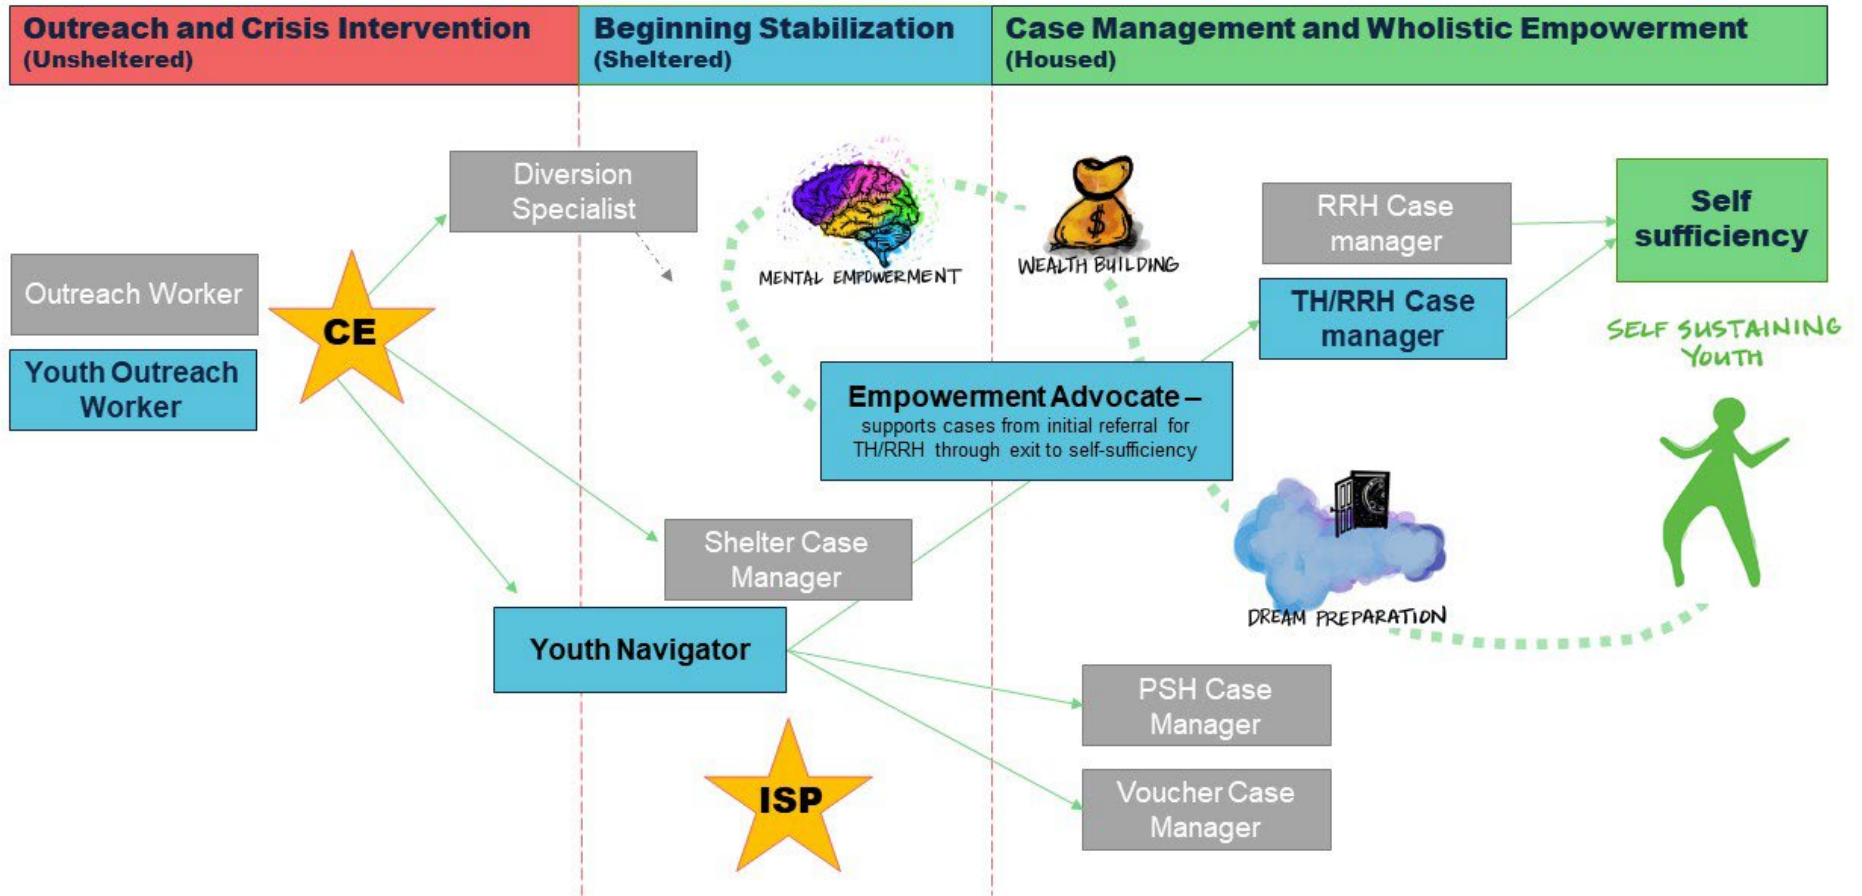 Outreach and Crisis Intervention
(Unsheltered)
Beginning Stabilization
(Sheltered)
Case Management and Wholistic Empowerment
(Housed)
Diversion
Specialist
Outreach Worker
CE
Youth Outreach
Worker
MENTAL EMPOWERMENT
$
WEALTH BUILDING
RRH Case
manager
Self
sufficiency
TH/RRH Case
manager
SELF SUSTAINING
YOUTH
Empowerment Advocate –
supports cases from initial referral for
TH/RRH through exit to self-sufficiency
Shelter Case
Manager
DREAM PREPARATION
Youth Navigator
PSH Case
Manager
ISP
Voucher Case
Manager